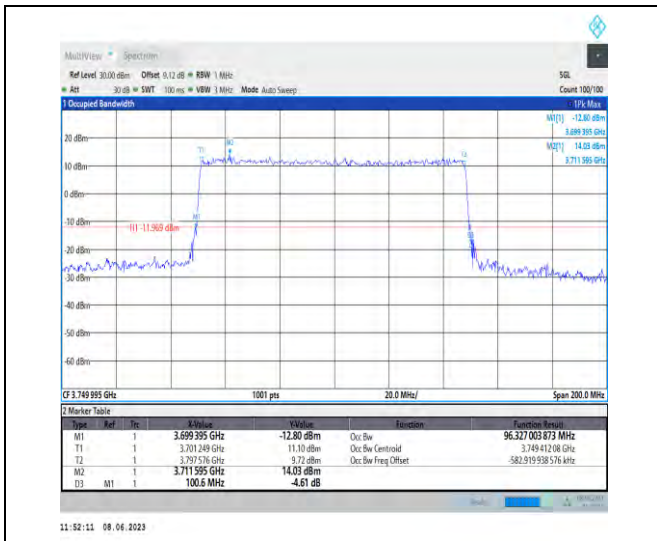 MultiView Spectrum
Ref Level 30.00 dBm Offset 9.12 dB RBW 1 MHz SGL
Att 30 dB SWT 100 ms VBW 3 MHz Mode Auto Sweep Count 100/100
1 Occupied Bandwidth 1Pk Max
M1[1] -12.80 dBm
3.699 395 GHz
M2[1] 14.03 dBm
3.711 595 GHz
20 dBm
T1 M2 T2
10 dBm
0 dBm
-10 dBm
M1
H1 -11.969 dBm
D3
-20 dBm
-30 dBm
-40 dBm
-50 dBm
-60 dBm
CF 3.749 995 GHz 1001 pts 20.0 MHz/ Span 200.0 MHz
2 Marker Table
Type Ref Trc X-Value Y-Value Function Function Result
M1 1 3.699 395 GHz -12.80 dBm Occ Bw 96.327 003 873 MHz
T1 1 3.701 249 GHz 11.10 dBm Occ Bw Centroid 3.749 412 08 GHz
T2 1 3.797 576 GHz 9.72 dBm Occ Bw Freq Offset -582.919 938 576 kHz
M2 1 3.711 595 GHz 14.03 dBm
D3 M1 1 100.6 MHz -4.61 dB
11:52:11 08.06.2023